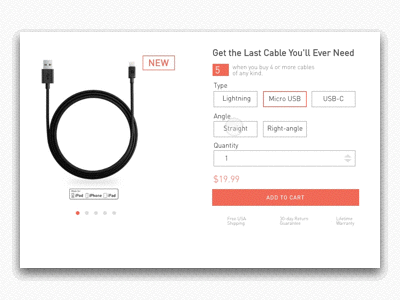 NEW
Get the Last Cable You'll Ever Need
5
when you buy 6 or more cables
of any kind.
Type
Lightning
Micro USB
USB-C
Angle
Straight
Right-angle
Quantity
1
$19.99
ADD TO CART
iPod iPhone iPad
Free USA
Shipping
30-day Return
Guarantee
Lifetime
Warranty